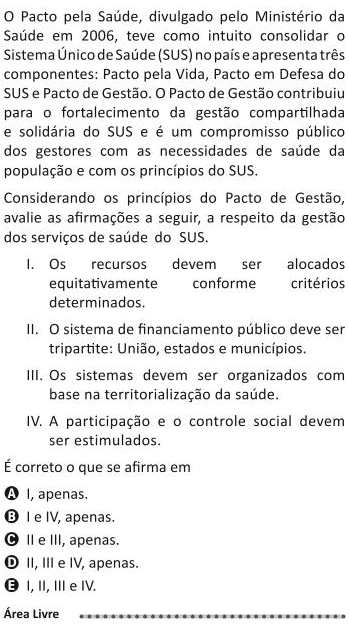 O Pacto pela Saúde, divulgado pelo Ministério da
Saúde em 2006, teve como intuito consolidar o
Sistema Único de Saúde (SUS) no país e apresenta três
componentes: Pacto pela Vida, Pacto em Defesa do
SUS e Pacto de Gestão. O Pacto de Gestão contribuiu
para o fortalecimento da gestão compartilhada
e solidária do SUS e é um compromisso público
dos gestores com as necessidades de saúde da
população e com os princípios do SUS.
Considerando os princípios do Pacto de Gestão,
avalie as afirmações a seguir, a respeito da gestão
dos serviços de saúde do SUS.
I. Os recursos devem ser alocados
equitativamente conforme critérios
determinados.
II. O sistema de financiamento público deve ser
tripartite: União, estados e municípios.
III. Os sistemas devem ser organizados com
base na territorialização da saúde.
IV. A participação e o controle social devem
ser estimulados.
É correto o que se afirma em
A I, apenas.
B I e IV, apenas.
C II e III, apenas.
D II, III e IV, apenas.
E I, II, III e IV.
Área Livre